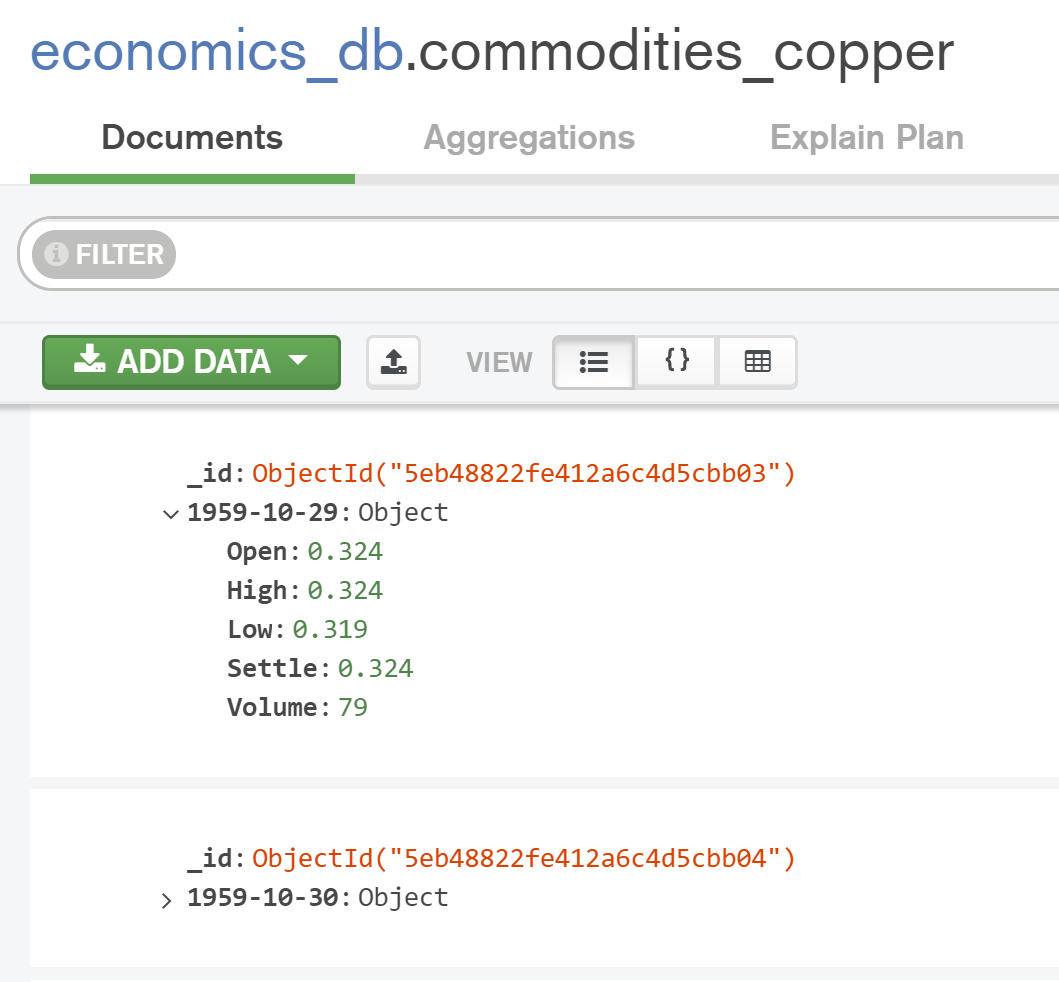 economics_db.commodities_copper
Documents Aggregations Explain Plan
FILTER
ADD DATA VIEW {}
_id: ObjectId("5eb48822fe412a6c4d5cbb03")
1959-10-29: Object
Open: 0.324
High: 0.324
Low: 0.319
Settle: 0.324
Volume: 79
_id: ObjectId("5eb48822fe412a6c4d5cbb04")
1959-10-30: Object